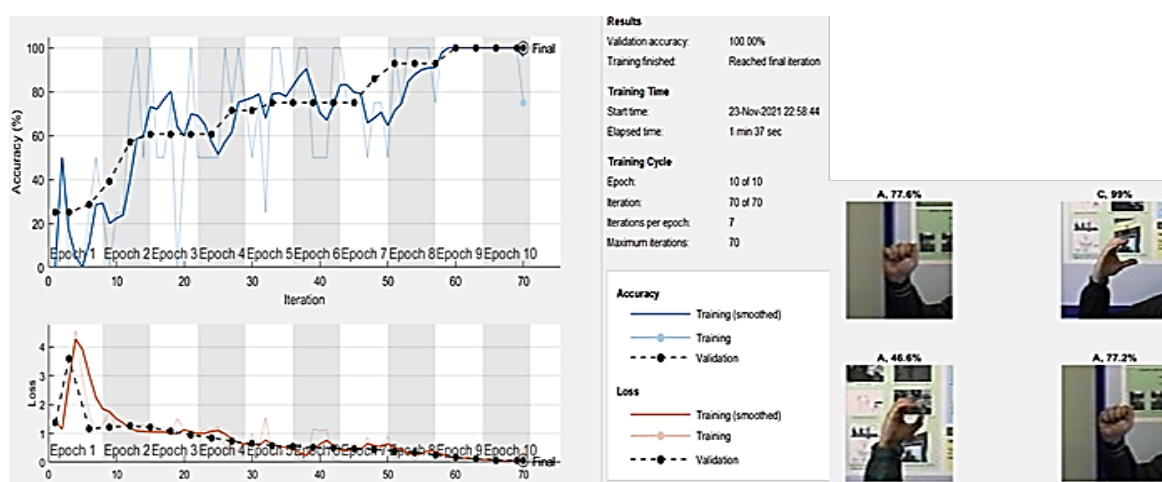 Results
Validation accuracy: 100.00%
Training finished: Reached final iteration
Training Time
Start time: 23-Nov-2021 22:58:44
Elapsed time: 1 min 37 sec
Training Cycle
Epoch: 10 of 10
Iteration: 70 of 70
Iterations per epoch: 7
Maximum iterations: 70
Accuracy
Training (smoothed)
Training
Validation
Loss
Training (smoothed)
Training
Validation
Accuracy (%)
100
80
60
40
20
0
Final
Epoch 1 Epoch 2 Epoch 3 Epoch 4 Epoch 5 Epoch 6 Epoch 7 Epoch 8 Epoch 9 Epoch 10
0 10 20 30 40 50 60 70
Iteration
Loss
4
3
2
1
0
Final
Epoch 1 Epoch 2 Epoch 3 Epoch 4 Epoch 5 Epoch 6 Epoch 7 Epoch 8 Epoch 9 Epoch 10
0 10 20 30 40 50 60 70
A, 77.6%
C, 99%
A, 46.6%
A, 77.2%